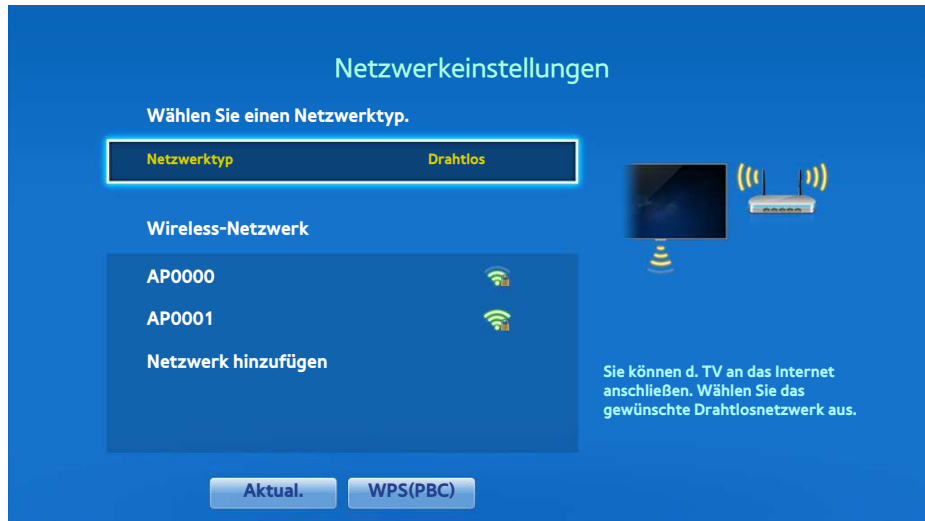 Netzwerkeinstellungen
Wählen Sie einen Netzwerktyp.
Netzwerktyp Drahtlos
Wireless-Netzwerk
AP0000
AP0001
Netzwerk hinzufügen
Sie können d. TV an das Internet
anschließen. Wählen Sie das
gewünschte Drahtlosnetzwerk aus.
Aktual. WPS(PBC)